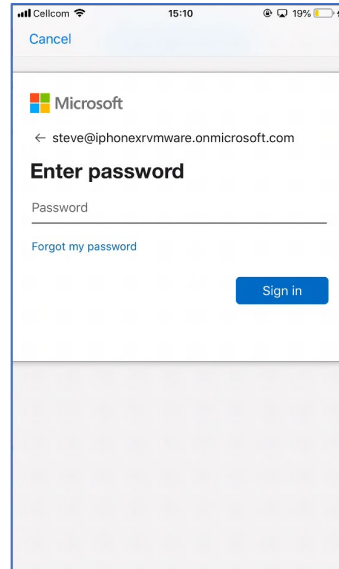 Cellcom 15:10 19%
Cancel
Microsoft
← steve@iphonexrvmware.onmicrosoft.com
Enter password
Password
Forgot my password
Sign in